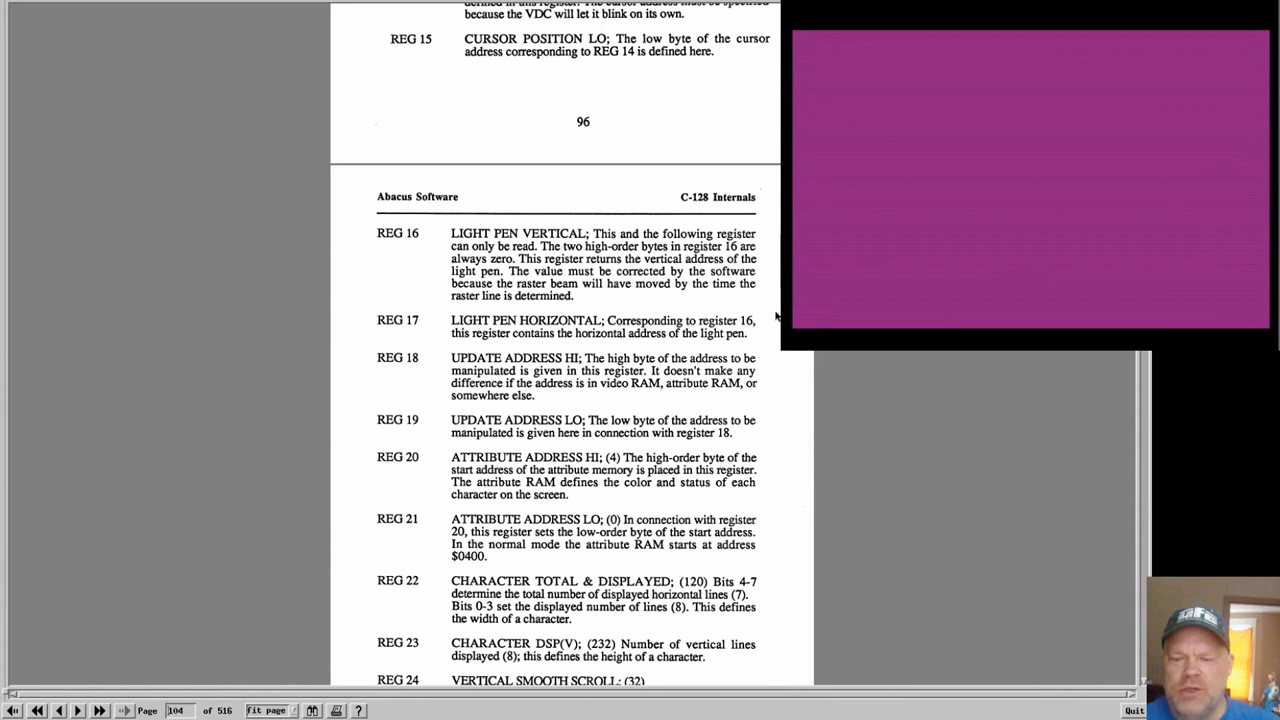 because the VDC will let it blink on its own.
REG 15 CURSOR POSITION LO; The low byte of the cursor
address corresponding to REG 14 is defined here.
96
Abacus Software C-128 Internals
REG 16 LIGHT PEN VERTICAL; This and the following register
can only be read. The two high-order bytes in register 16 are
always zero. This register returns the vertical address of the
light pen. The value must be corrected by the software
because the raster beam will have moved by the time the
raster line is determined.
REG 17 LIGHT PEN HORIZONTAL; Corresponding to register 16,
this register contains the horizontal address of the light pen.
REG 18 UPDATE ADDRESS HI; The high byte of the address to be
manipulated is given in this register. It doesn't make any
difference if the address is in video RAM, attribute RAM, or
somewhere else.
REG 19 UPDATE ADDRESS LO; The low byte of the address to be
manipulated is given here in connection with register 18.
REG 20 ATTRIBUTE ADDRESS HI; (4) The high-order byte of the
start address of the attribute memory is placed in this register.
The attribute RAM defines the color and status of each
character on the screen.
REG 21 ATTRIBUTE ADDRESS LO; (0) In connection with register
20, this register sets the low-order byte of the start address.
In the normal mode the attribute RAM starts at address
$0400.
REG 22 CHARACTER TOTAL & DISPLAYED; (120) Bits 4-7
determine the total number of displayed horizontal lines (7).
Bits 0-3 set the displayed number of lines (8). This defines
the width of a character.
REG 23 CHARACTER DSP(V); (232) Number of vertical lines
displayed (8); this defines the height of a character.
REG 24 VERTICAL SMOOTH SCROLL; (32)
Page 104 of 516 fit page ? Quit